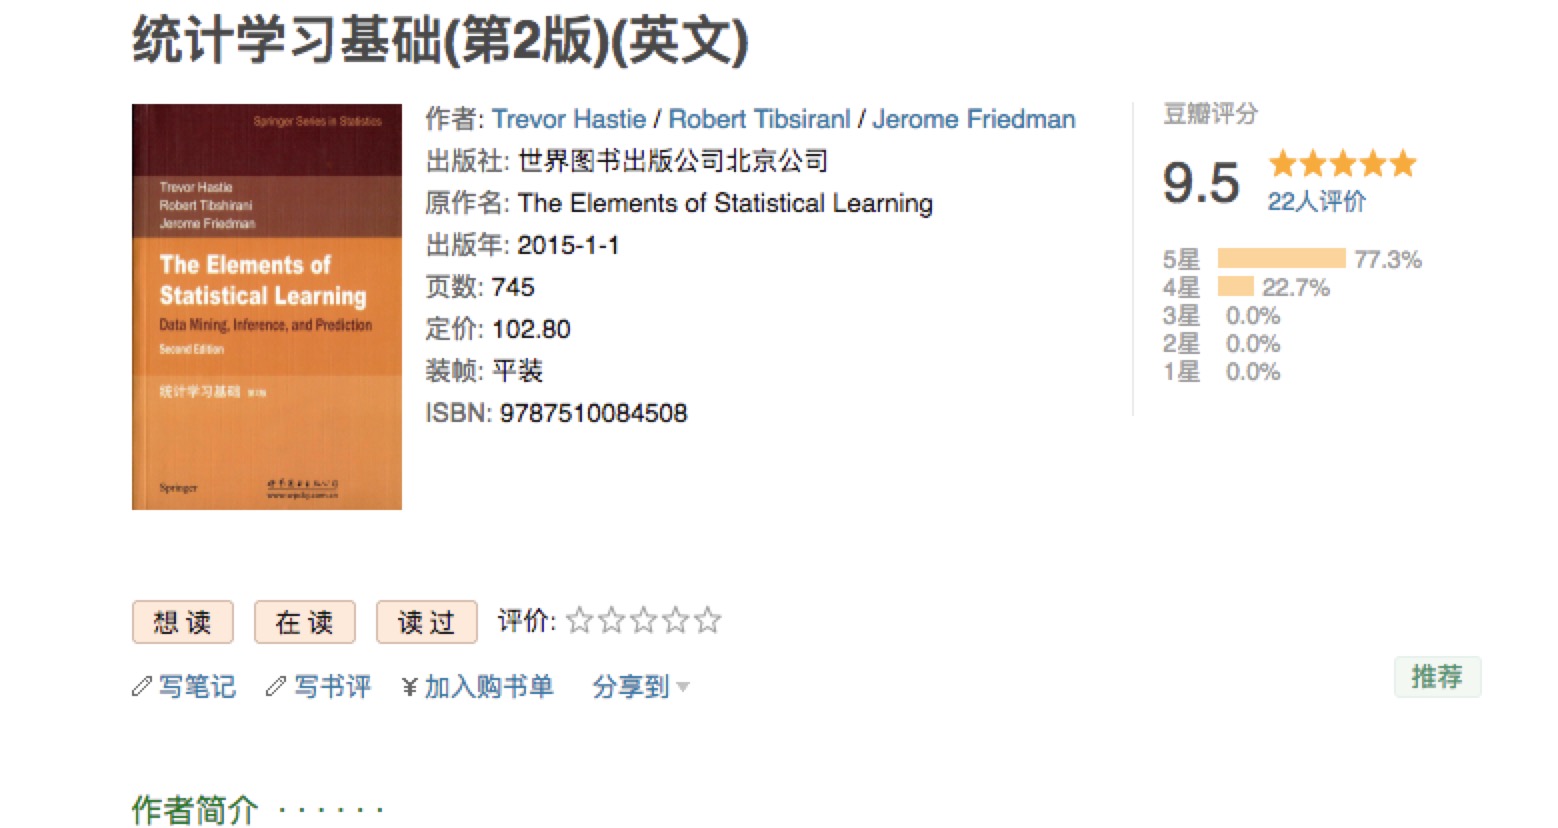 统计学习基础(第2版)(英文)
Springer Series in Statistics
Trevor Hastie
Robert Tibshirani
Jerome Friedman
The Elements of
Statistical Learning
Data Mining, Inference, and Prediction
Second Edition
统计学习基础 第2版
Springer
www.wpcbj.com.cn
作者: Trevor Hastie / Robert Tibsiranl / Jerome Friedman
出版社: 世界图书出版公司北京公司
原作名: The Elements of Statistical Learning
出版年: 2015-1-1
页数: 745
定价: 102.80
装帧: 平装
ISBN: 9787510084508
豆瓣评分
9.5
22人评价
5星 77.3%
4星 22.7%
3星 0.0%
2星 0.0%
1星 0.0%
想读 在读 读过 评价:
写笔记 写书评 ¥加入购书单 分享到
推荐
作者简介 · · · · · ·